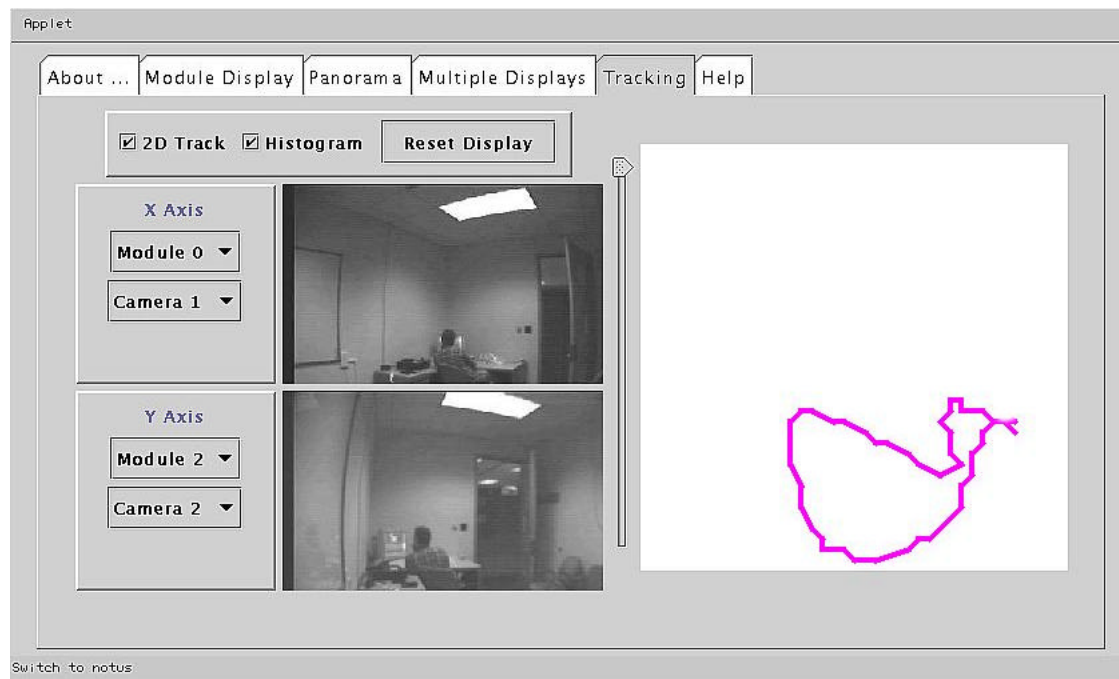 Applet
About ... Module Display Panorama Multiple Displays Tracking Help
2D Track Histogram Reset Display
X Axis
Module 0
Camera 1
Y Axis
Module 2
Camera 2
Switch to notus